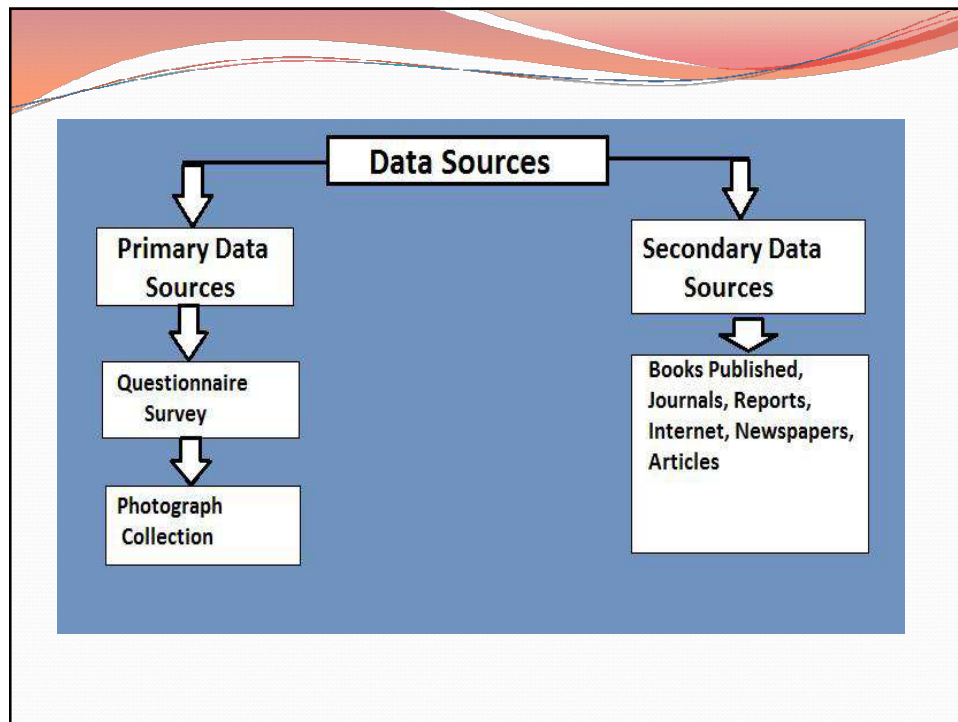 Data Sources
Primary Data
Sources
Questionnaire
Survey
Photograph
Collection
Secondary Data
Sources
Books Published,
Journals, Reports,
Internet, Newspapers,
Articles